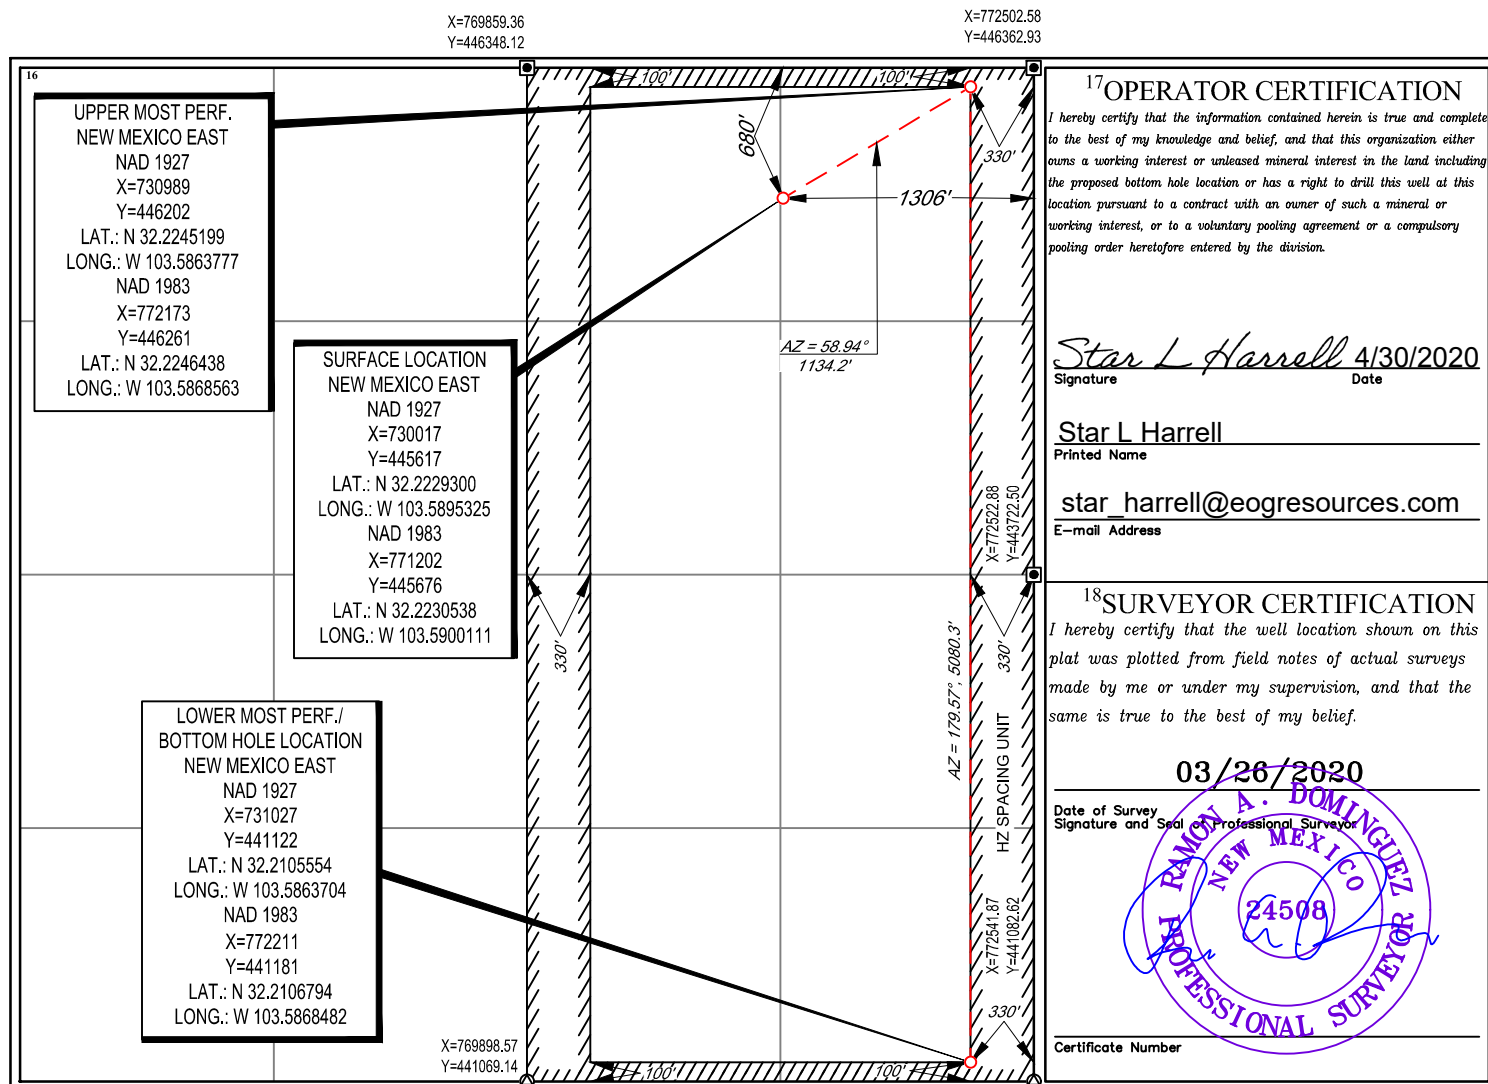 X=769859.36
Y=446348.12
X=772502.58
Y=446362.93
16
100'
100'
680'
330'
1306'
UPPER MOST PERF.
NEW MEXICO EAST
NAD 1927
X=730989
Y=446202
LAT.: N 32.2245199
LONG.: W 103.5863777
NAD 1983
X=772173
Y=446261
LAT.: N 32.2246438
LONG.: W 103.5868563
AZ = 58.94°
1134.2'
SURFACE LOCATION
NEW MEXICO EAST
NAD 1927
X=730017
Y=445617
LAT.: N 32.2229300
LONG.: W 103.5895325
NAD 1983
X=771202
Y=445676
LAT.: N 32.2230538
LONG.: W 103.5900111
X=772522.88
Y=443722.50
330'
330'
AZ = 179.57°, 5080.3'
HZ SPACING UNIT
LOWER MOST PERF./
BOTTOM HOLE LOCATION
NEW MEXICO EAST
NAD 1927
X=731027
Y=441122
LAT.: N 32.2105554
LONG.: W 103.5863704
NAD 1983
X=772211
Y=441181
LAT.: N 32.2106794
LONG.: W 103.5868482
X=772541.87
Y=441082.62
330'
X=769898.57
Y=441069.14
100'
100'
17 OPERATOR CERTIFICATION
I hereby certify that the information contained herein is true and complete
to the best of my knowledge and belief, and that this organization either
owns a working interest or unleased mineral interest in the land including
the proposed bottom hole location or has a right to drill this well at this
location pursuant to a contract with an owner of such a mineral or
working interest, or to a voluntary pooling agreement or a compulsory
pooling order heretofore entered by the division.
Star L Harrell 4/30/2020
Signature Date
Star L Harrell
Printed Name
star_harrell@eogresources.com
E-mail Address
18 SURVEYOR CERTIFICATION
I hereby certify that the well location shown on this
plat was plotted from field notes of actual surveys
made by me or under my supervision, and that the
same is true to the best of my belief.
03/26/2020
Date of Survey
Signature and Seal of Professional Surveyor
RAMON A. DOMINGUEZ
NEW MEXICO
24508
PROFESSIONAL SURVEYOR
Certificate Number